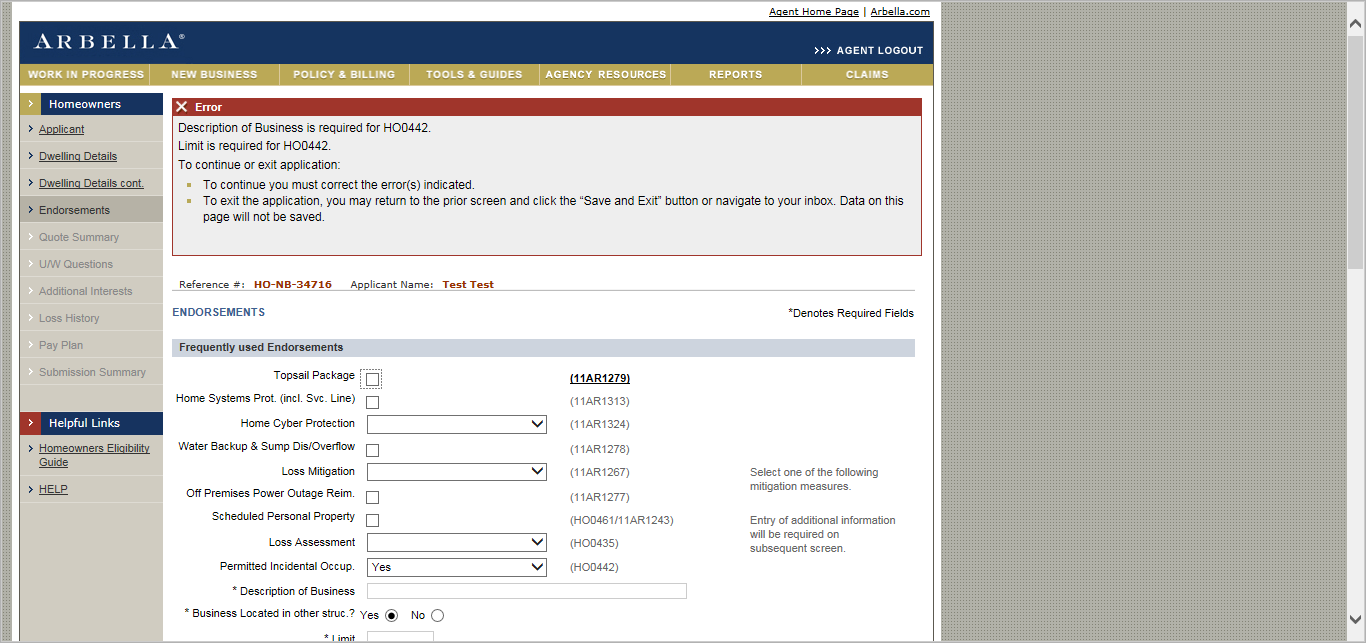 Agent Home Page | Arbella.com
ARBELLA®
>>> AGENT LOGOUT
WORK IN PROGRESS NEW BUSINESS POLICY & BILLING TOOLS & GUIDES AGENCY RESOURCES REPORTS CLAIMS
Homeowners
Applicant
Dwelling Details
Dwelling Details cont.
Endorsements
Quote Summary
U/W Questions
Additional Interests
Loss History
Pay Plan
Submission Summary
Helpful Links
Homeowners Eligibility
Guide
HELP
Error
Description of Business is required for HO0442.
Limit is required for HO0442.
To continue or exit application:
To continue you must correct the error(s) indicated.
To exit the application, you may return to the prior screen and click the “Save and Exit” button or navigate to your inbox. Data on this
page will not be saved.
Reference #: HO-NB-34716 Applicant Name: Test Test
ENDORSEMENTS
*Denotes Required Fields
Frequently used Endorsements
Topsail Package (11AR1279)
Home Systems Prot. (incl. Svc. Line) (11AR1313)
Home Cyber Protection (11AR1324)
Water Backup & Sump Dis/Overflow (11AR1278)
Loss Mitigation (11AR1267) Select one of the following
mitigation measures.
Off Premises Power Outage Reim. (11AR1277)
Scheduled Personal Property (HO0461/11AR1243) Entry of additional information
will be required on
subsequent screen.
Loss Assessment (HO0435)
Permitted Incidental Occup. Yes (HO0442)
* Description of Business
* Business Located in other struc.? Yes No
* Limit